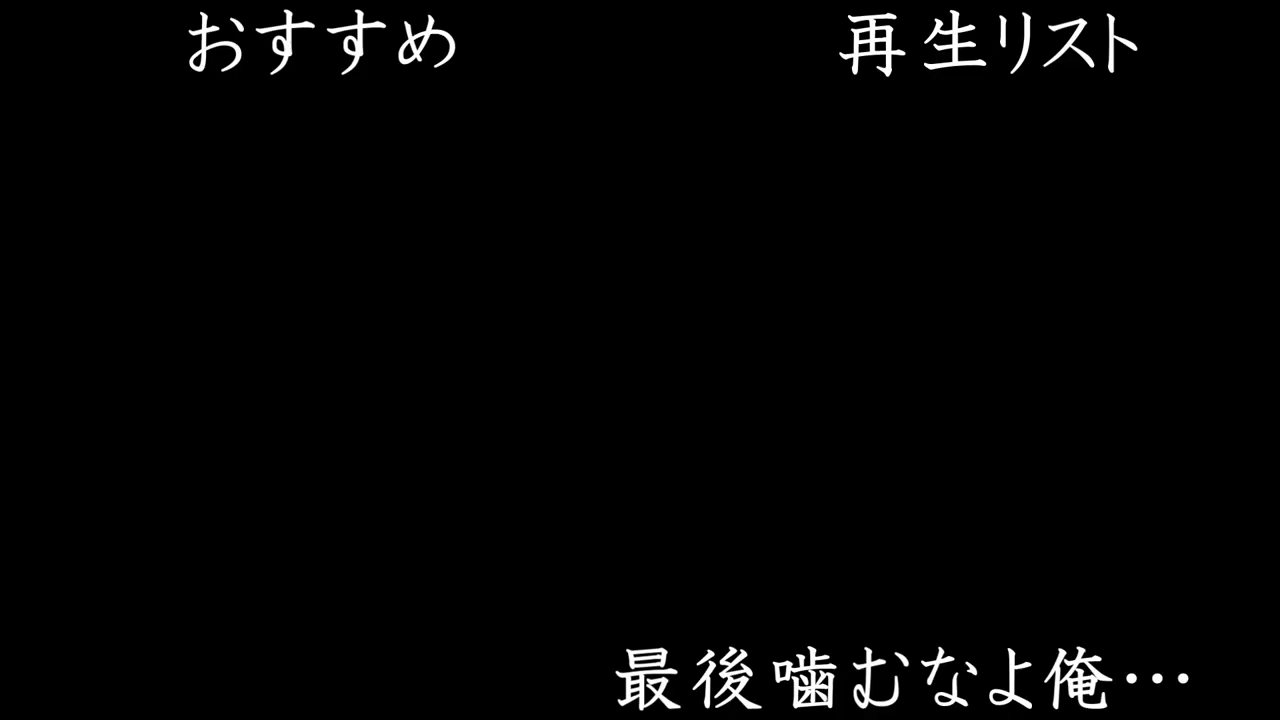 おすすめ
再生リスト
最後噛むなよ俺…